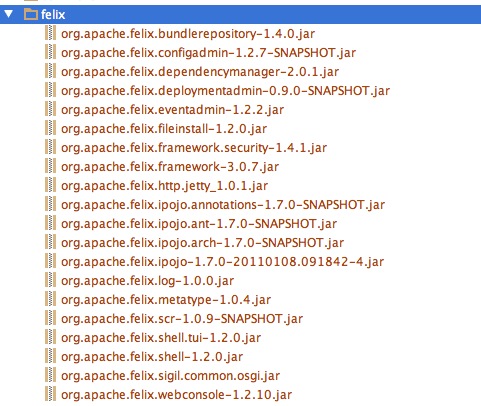 felix
org.apache.felix.bundlerepository-1.4.0.jar
org.apache.felix.configadmin-1.2.7-SNAPSHOT.jar
org.apache.felix.dependencymanager-2.0.1.jar
org.apache.felix.deploymentadmin-0.9.0-SNAPSHOT.jar
org.apache.felix.eventadmin-1.2.2.jar
org.apache.felix.fileinstall-1.2.0.jar
org.apache.felix.framework.security-1.4.1.jar
org.apache.felix.framework-3.0.7.jar
org.apache.felix.http.jetty_1.0.1.jar
org.apache.felix.ipojo.annotations-1.7.0-SNAPSHOT.jar
org.apache.felix.ipojo.ant-1.7.0-SNAPSHOT.jar
org.apache.felix.ipojo.arch-1.7.0-SNAPSHOT.jar
org.apache.felix.ipojo-1.7.0-20110108.091842-4.jar
org.apache.felix.log-1.0.0.jar
org.apache.felix.metatype-1.0.4.jar
org.apache.felix.scr-1.0.9-SNAPSHOT.jar
org.apache.felix.shell.tui-1.2.0.jar
org.apache.felix.shell-1.2.0.jar
org.apache.felix.sigil.common.osgi.jar
org.apache.felix.webconsole-1.2.10.jar